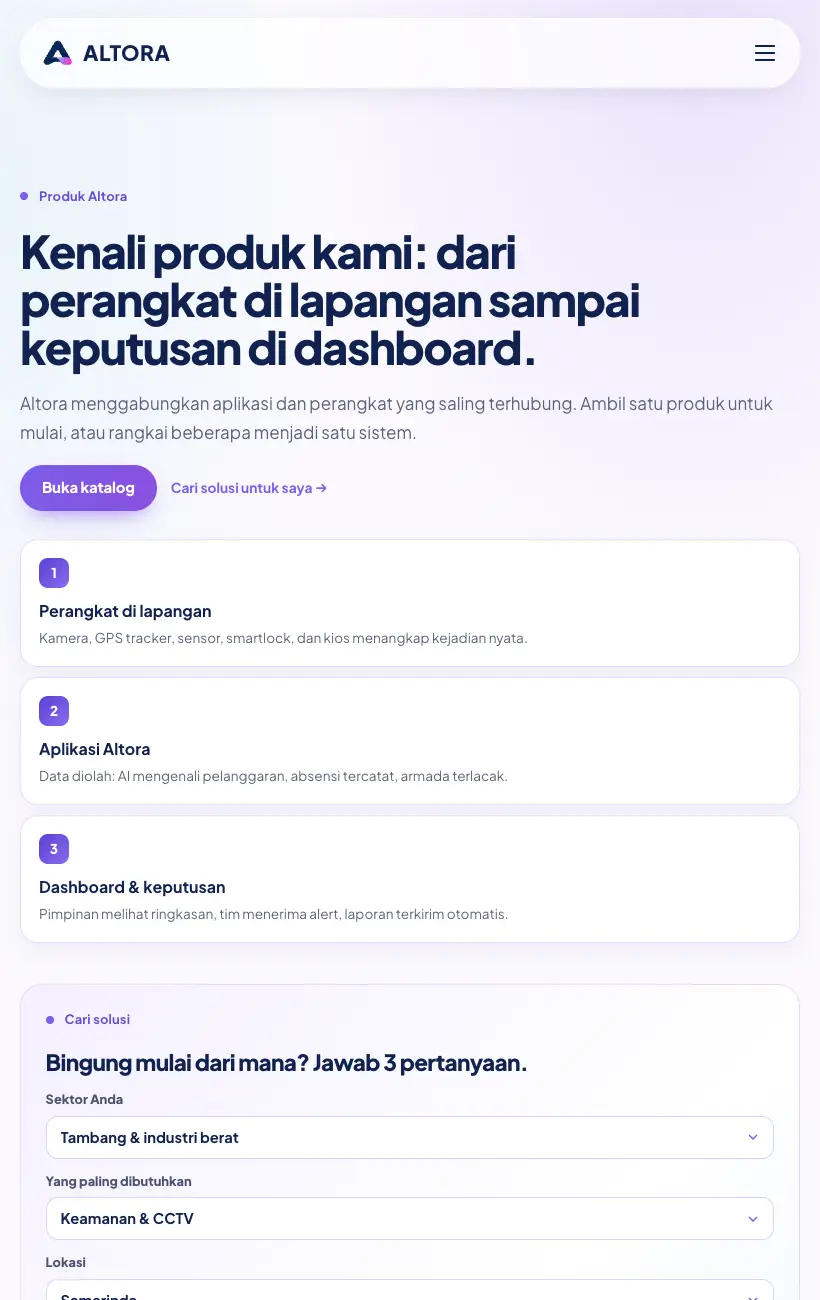 ALTORA
Produk Altora
Kenali produk kami: dari
perangkat di lapangan sampai
keputusan di dashboard.
Altora menggabungkan aplikasi dan perangkat yang saling terhubung. Ambil satu produk untuk
mulai, atau rangkai beberapa menjadi satu sistem.
Buka katalog
Cari solusi untuk saya →
1
Perangkat di lapangan
Kamera, GPS tracker, sensor, smartlock, dan kios menangkap kejadian nyata.
2
Aplikasi Altora
Data diolah: AI mengenali pelanggaran, absensi tercatat, armada terlacak.
3
Dashboard & keputusan
Pimpinan melihat ringkasan, tim menerima alert, laporan terkirim otomatis.
Cari solusi
Bingung mulai dari mana? Jawab 3 pertanyaan.
Sektor Anda
Tambang & industri berat
Yang paling dibutuhkan
Keamanan & CCTV
Lokasi
Samarinda